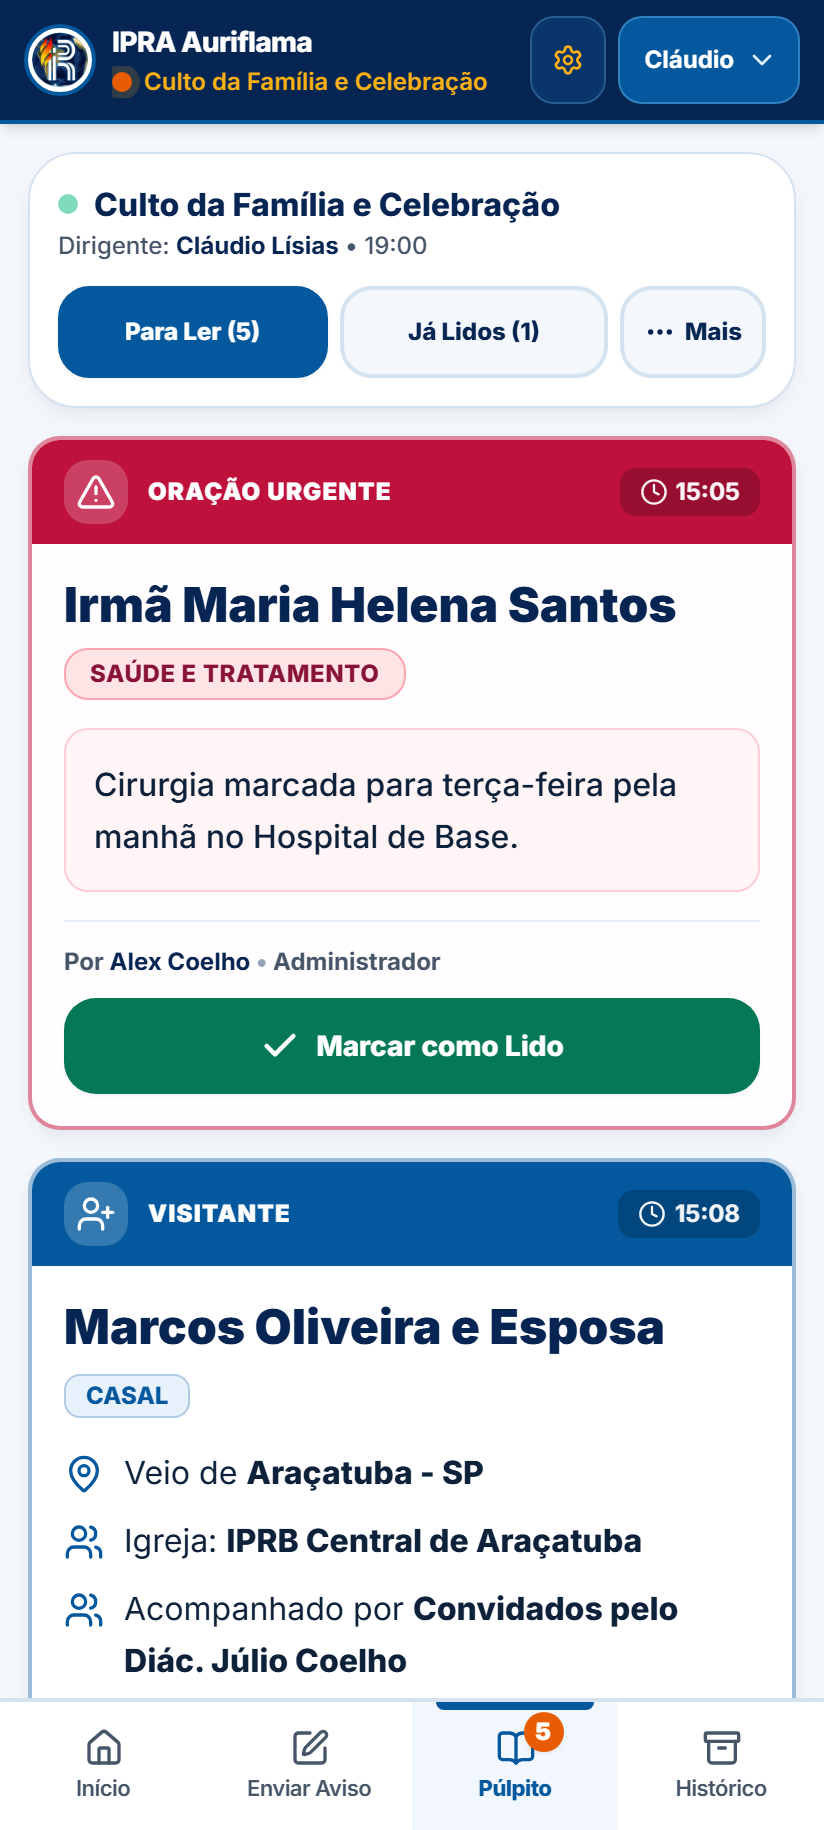 IPRA Auriflama
Culto da Família e Celebração
Cláudio
Culto da Família e Celebração
Dirigente: Cláudio Lísias • 19:00
Para Ler (5)
Já Lidos (1)
••• Mais
ORAÇÃO URGENTE
15:05
Irmã Maria Helena Santos
SAÚDE E TRATAMENTO
Cirurgia marcada para terça-feira pela
manhã no Hospital de Base.
Por Alex Coelho • Administrador
Marcar como Lido
VISITANTE
15:08
Marcos Oliveira e Esposa
CASAL
Veio de Araçatuba - SP
Igreja: IPRB Central de Araçatuba
Acompanhado por Convidados pelo
Diác. Júlio Coelho
5
Início
Enviar Aviso
Púlpito
Histórico